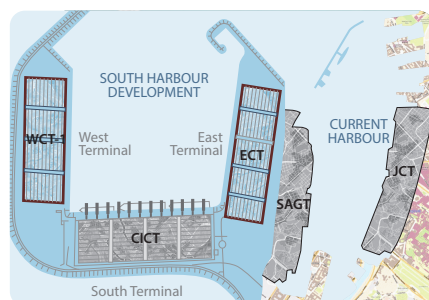 SOUTH HARBOUR
DEVELOPMENT
WCT-1
West
Terminal
East
Terminal
ECT
CURRENT
HARBOUR
JCT
SAGT
CICT
South Terminal